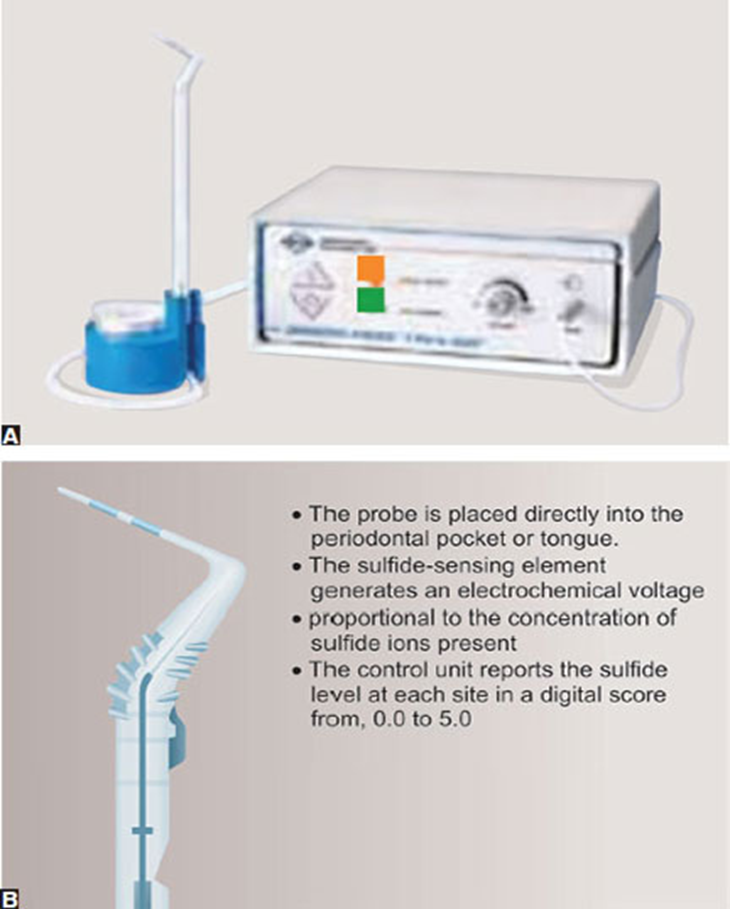 A
• The probe is placed directly into the
periodontal pocket or tongue.
• The sulfide-sensing element
generates an electrochemical voltage
• proportional to the concentration of
sulfide ions present
• The control unit reports the sulfide
level at each site in a digital score
from, 0.0 to 5.0
B